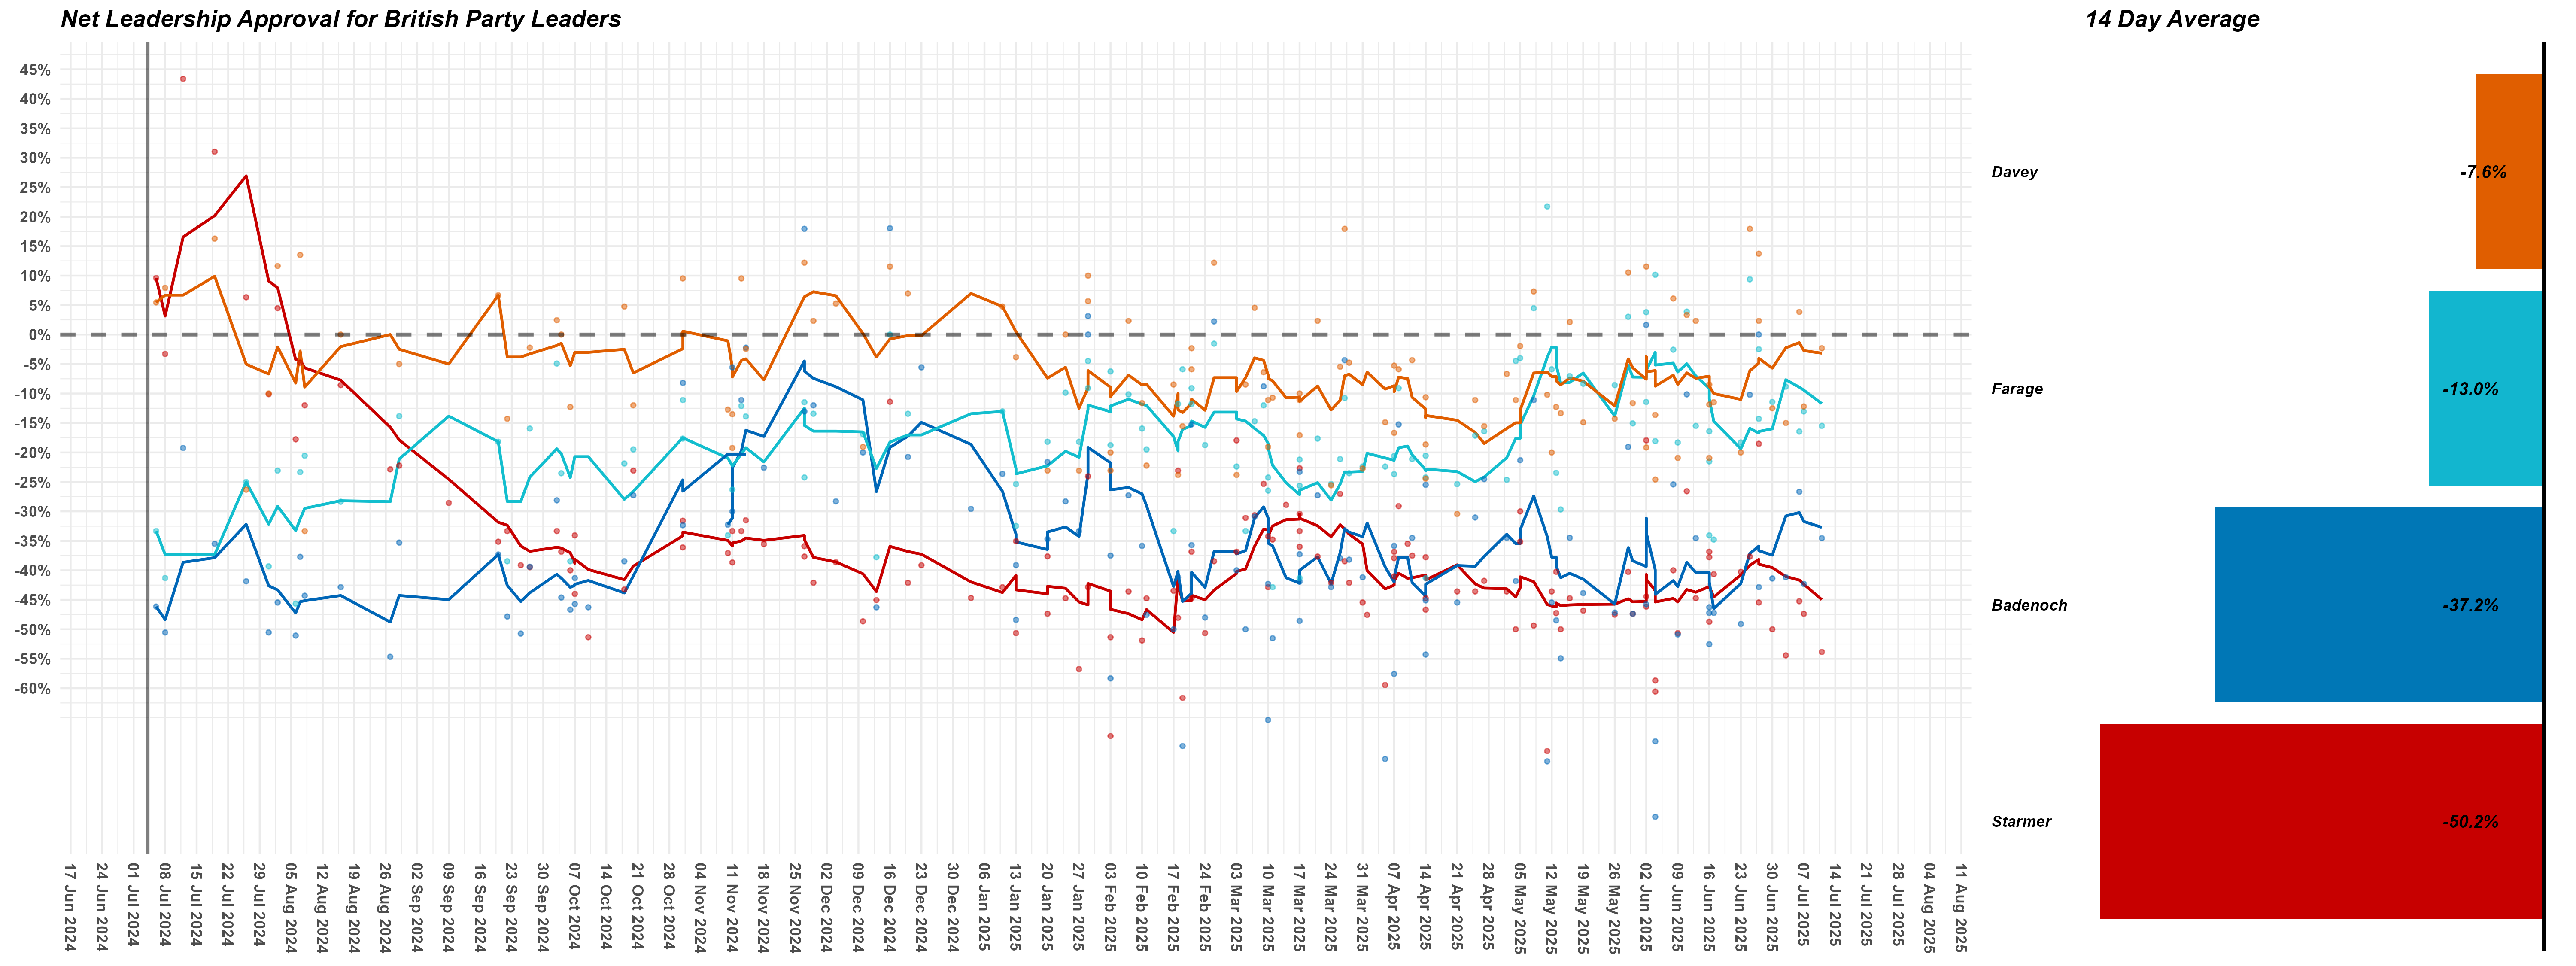 Net Leadership Approval for British Party Leaders
14 Day Average
45%
40%
35%
30%
25%
20%
15%
10%
5%
0%
-5%
-10%
-15%
-20%
-25%
-30%
-35%
-40%
-45%
-50%
-55%
-60%
17 Jun 2024
24 Jun 2024
01 Jul 2024
08 Jul 2024
15 Jul 2024
22 Jul 2024
29 Jul 2024
05 Aug 2024
12 Aug 2024
19 Aug 2024
26 Aug 2024
02 Sep 2024
09 Sep 2024
16 Sep 2024
23 Sep 2024
30 Sep 2024
07 Oct 2024
14 Oct 2024
21 Oct 2024
28 Oct 2024
04 Nov 2024
11 Nov 2024
18 Nov 2024
25 Nov 2024
02 Dec 2024
09 Dec 2024
16 Dec 2024
23 Dec 2024
30 Dec 2024
06 Jan 2025
13 Jan 2025
20 Jan 2025
27 Jan 2025
03 Feb 2025
10 Feb 2025
17 Feb 2025
24 Feb 2025
03 Mar 2025
10 Mar 2025
17 Mar 2025
24 Mar 2025
31 Mar 2025
07 Apr 2025
14 Apr 2025
21 Apr 2025
28 Apr 2025
05 May 2025
12 May 2025
19 May 2025
26 May 2025
02 Jun 2025
09 Jun 2025
16 Jun 2025
23 Jun 2025
30 Jun 2025
07 Jul 2025
14 Jul 2025
21 Jul 2025
28 Jul 2025
04 Aug 2025
11 Aug 2025
Davey
-7.6%
Farage
-13.0%
Badenoch
-37.2%
Starmer
-50.2%